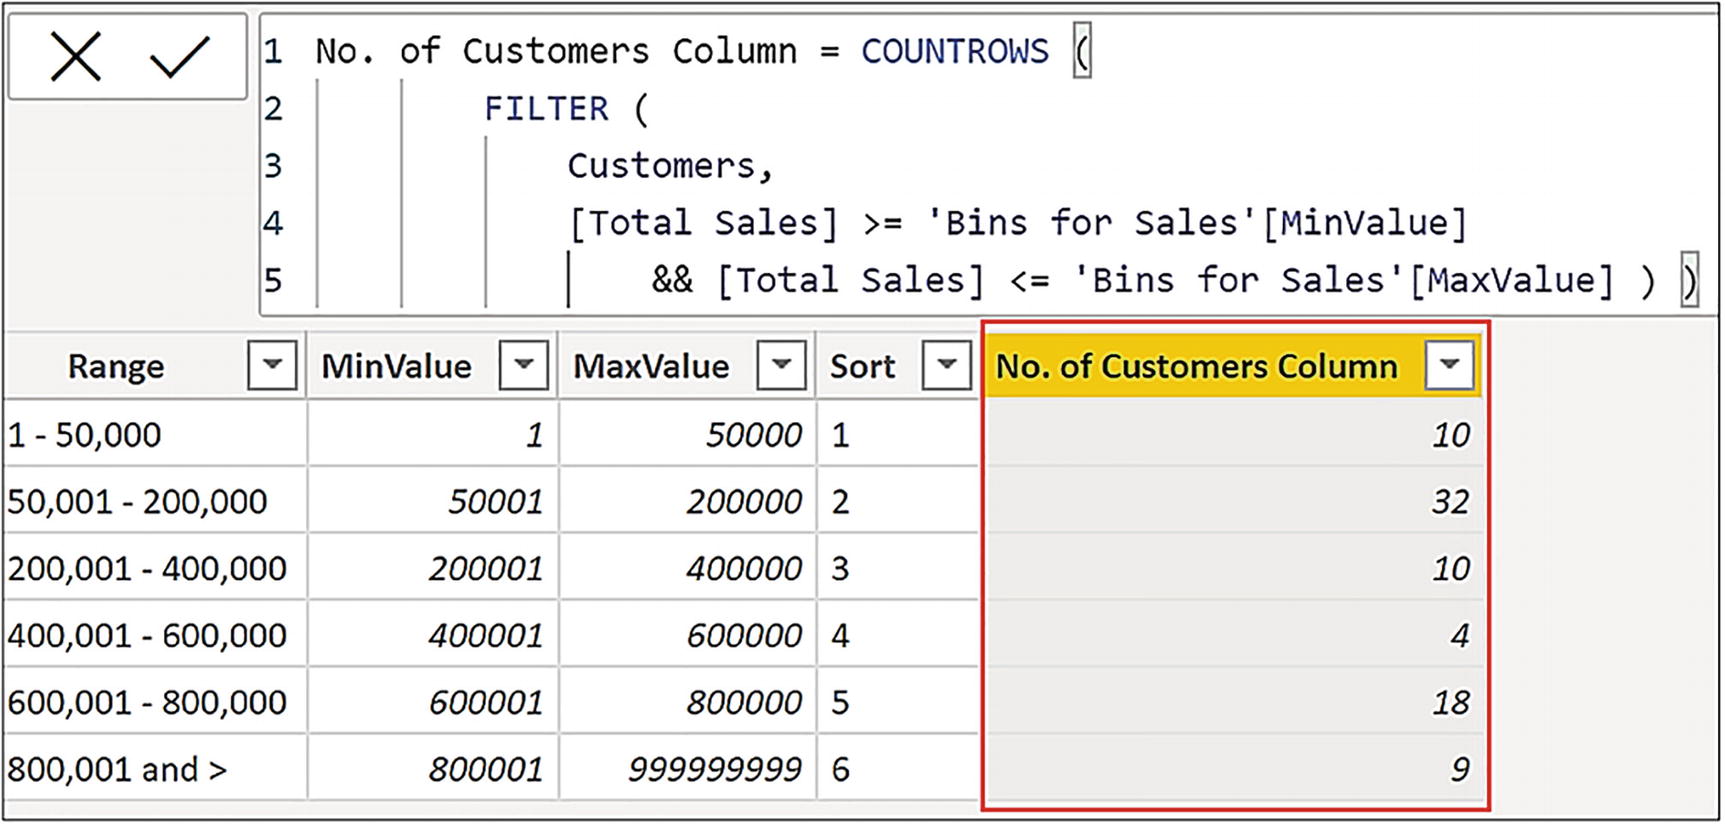 1 No. of Customers Column = COUNTROWS (
2 FILTER (
3 Customers,
4 [Total Sales] >= 'Bins for Sales'[MinValue]
5 && [Total Sales] <= 'Bins for Sales'[MaxValue] ) )
Range MinValue MaxValue Sort No. of Customers Column
1 - 50,000 1 50000 1 10
50,001 - 200,000 50001 200000 2 32
200,001 - 400,000 200001 400000 3 10
400,001 - 600,000 400001 600000 4 4
600,001 - 800,000 600001 800000 5 18
800,001 and > 800001 999999999 6 9